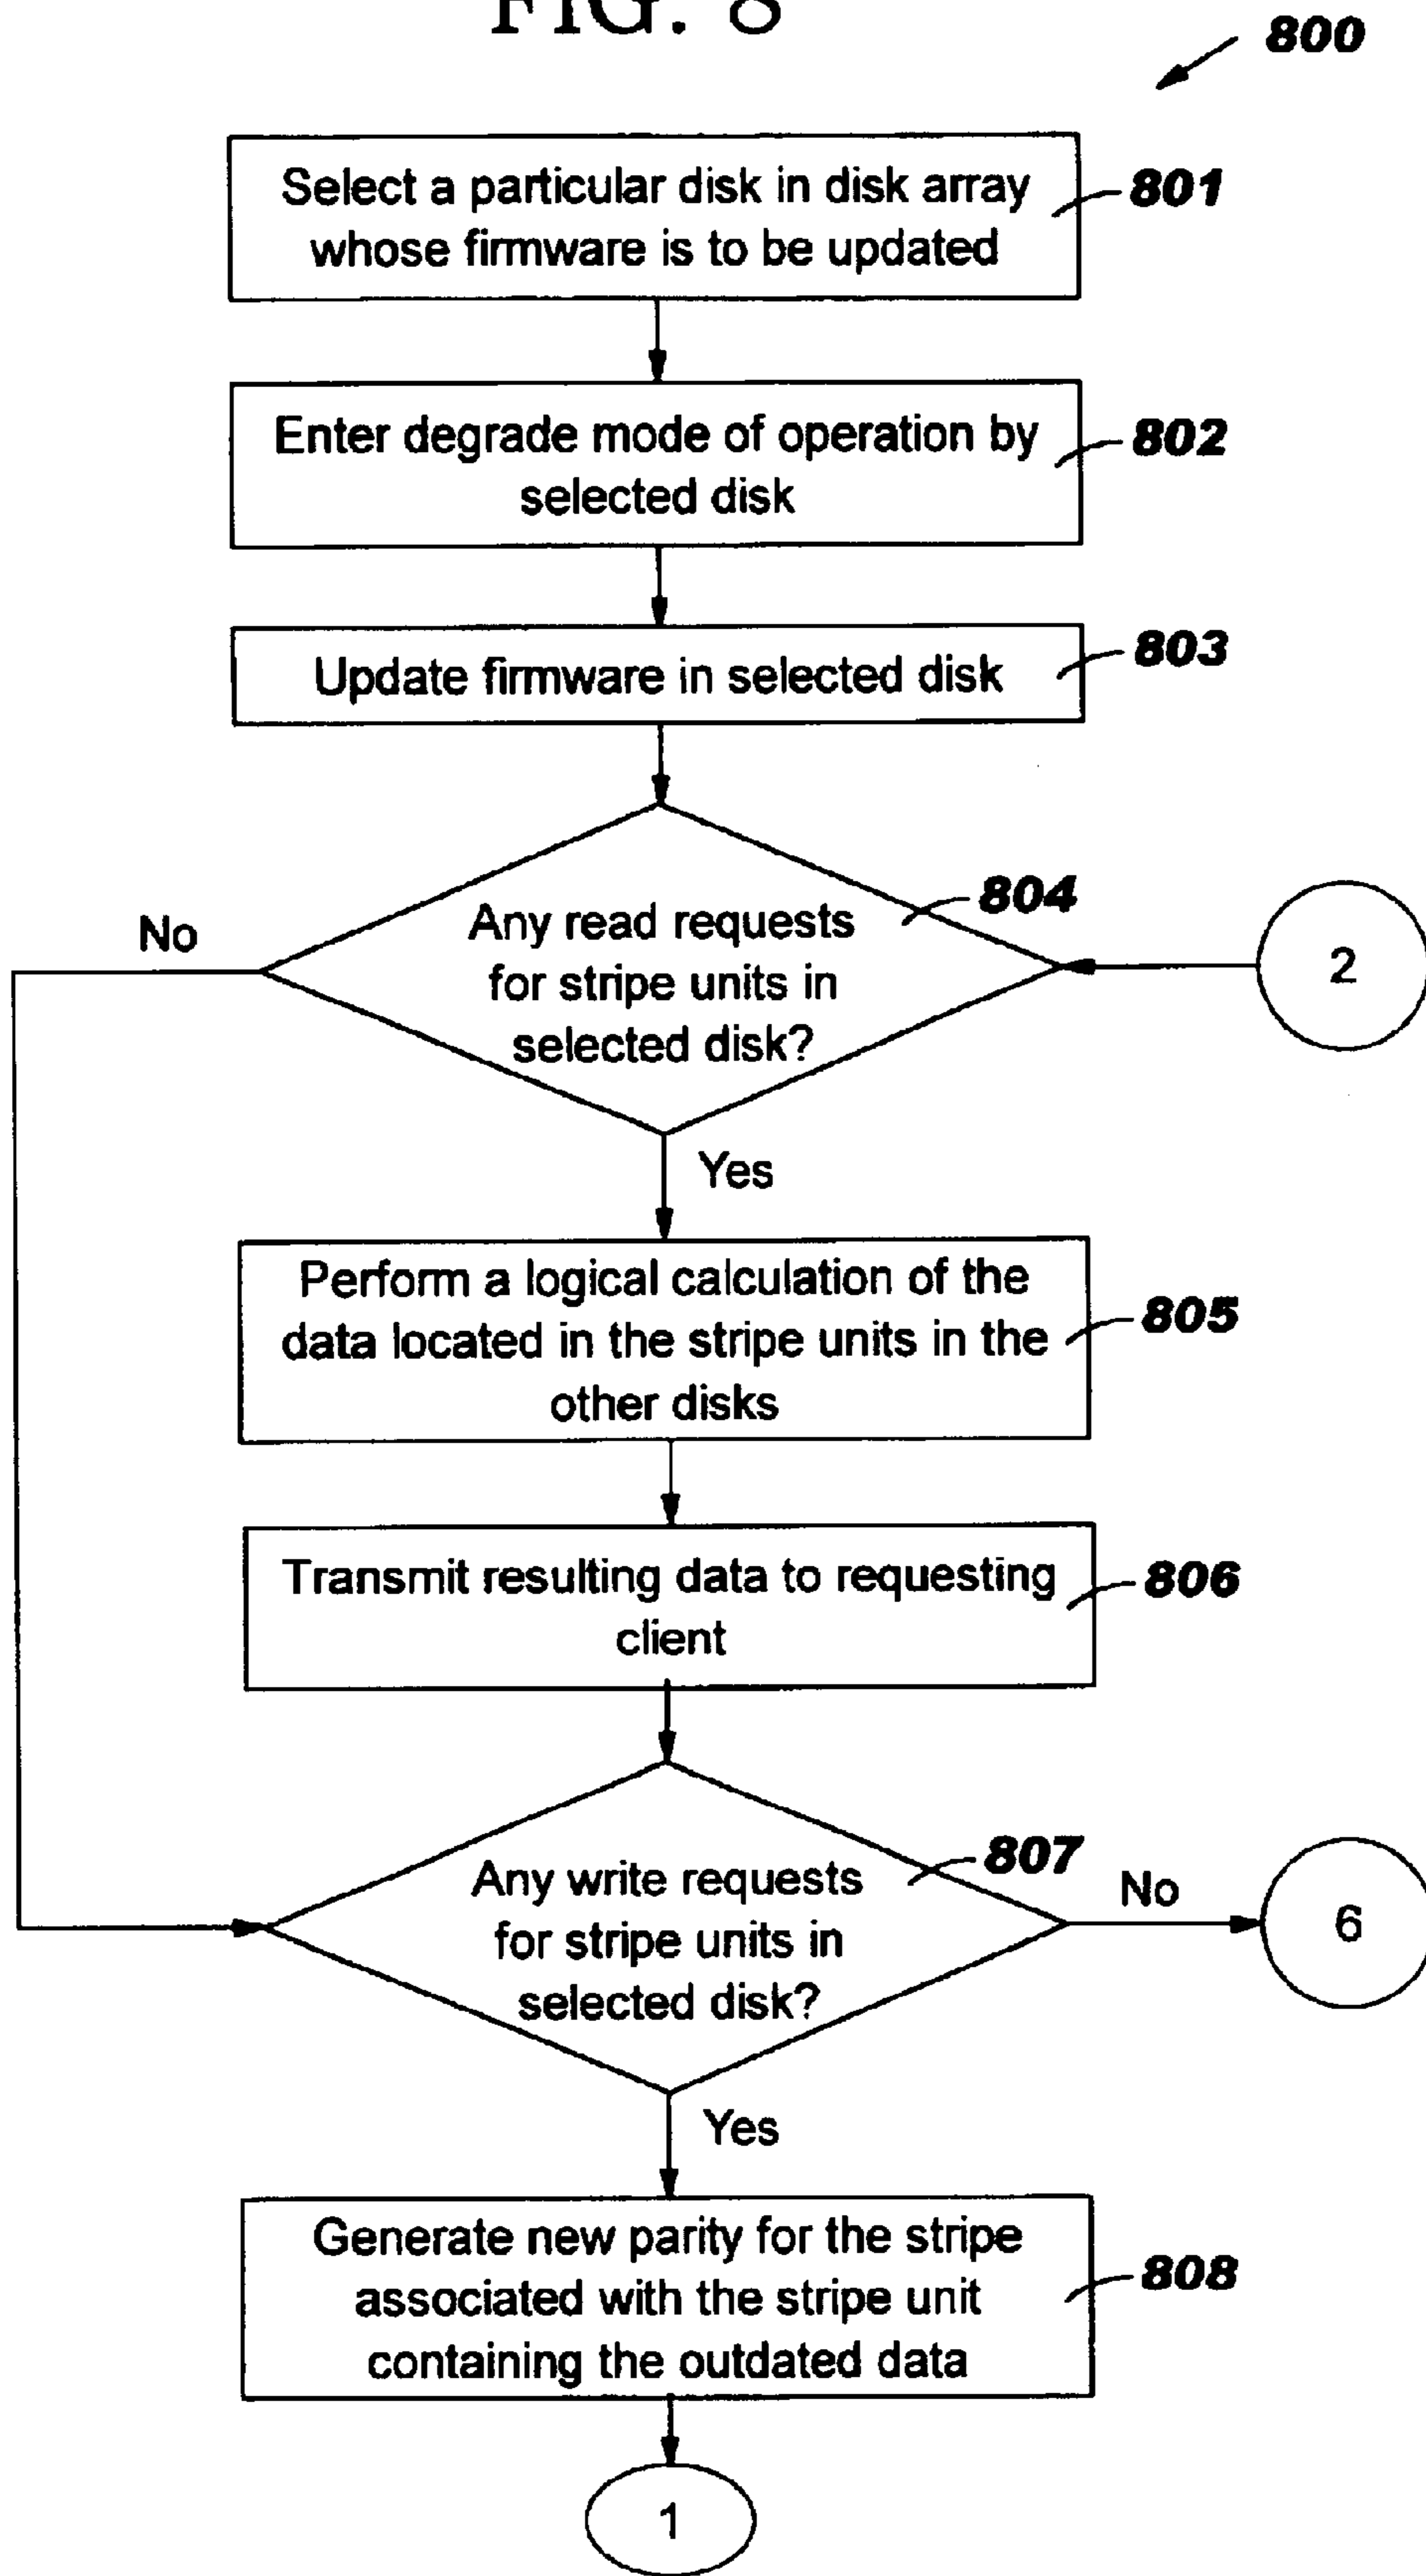 FIG. 8
800
Select a particular disk in disk array
whose firmware is to be updated
801
Enter degrade mode of operation by
selected disk
802
Update firmware in selected disk
803
Any read requests
for stripe units in
selected disk?
804
No
2
Yes
Perform a logical calculation of the
data located in the stripe units in the
other disks
805
Transmit resulting data to requesting
client
806
Any write requests
for stripe units in
selected disk?
807
No
6
Yes
Generate new parity for the stripe
associated with the stripe unit
containing the outdated data
808
1